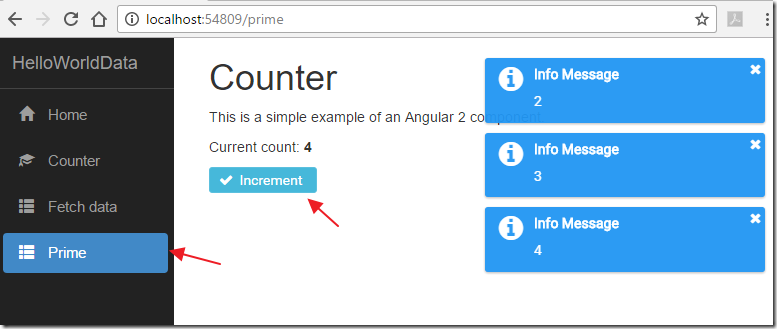 localhost:54809/prime
HelloWorldData
Home
Counter
Fetch data
Prime
Counter
This is a simple example of an Angular 2 component
Current count: 4
Increment
Info Message
2
Info Message
3
Info Message
4